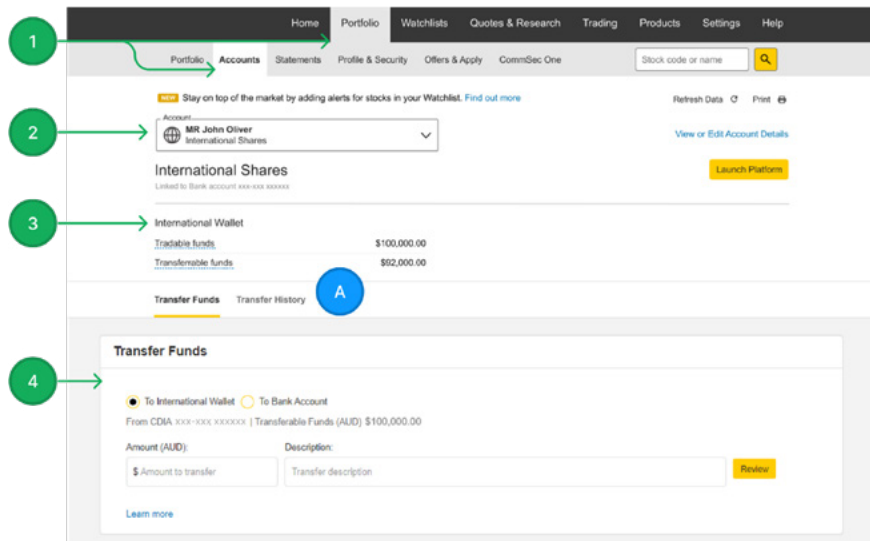 Home Portfolio Watchlists Quotes & Research Trading Products Settings Help
1
Portfolio Accounts Statements Profile & Security Offers & Apply CommSec One Stock code or name
NEW Stay on top of the market by adding alerts for stocks in your Watchlist. Find out more
Refresh Data Print
Account
2
MR John Oliver
International Shares
View or Edit Account Details
International Shares
Launch Platform
Linked to Bank account xxx-xxx xxxxxx
3
International Wallet
Tradable funds $100,000.00
Transferrable funds $92,000.00
A
Transfer Funds Transfer History
Transfer Funds
4
To International Wallet To Bank Account
From CDIA xxx-xxx xxxxxx | Transferable Funds (AUD) $100,000.00
Amount (AUD): Description:
$ Amount to transfer Transfer description
Review
Learn more